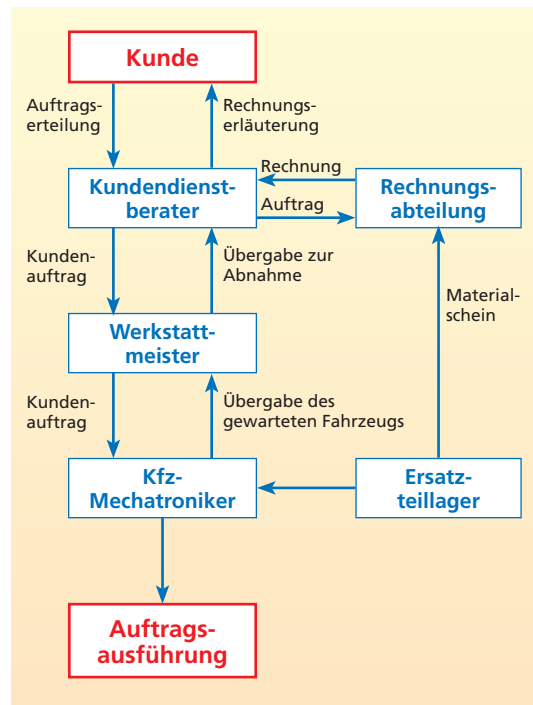 Kunde
Auftrags-
erteilung
Rechnungs-
erläuterung
Kundendienst-
berater
Rechnung
Auftrag
Rechnungs-
abteilung
Kunden-
auftrag
Übergabe zur
Abnahme
Material-
schein
Werkstatt-
meister
Kunden-
auftrag
Übergabe des
gewarteten Fahrzeugs
Kfz-
Mechatroniker
Ersatz-
teillager
Auftrags-
ausführung